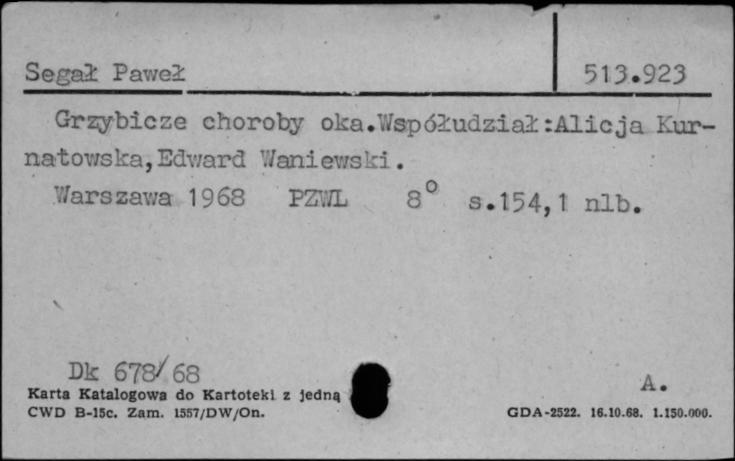 Segał Paweł 513.923
Grzybicze choroby oka.Współudział:Alicja Kur-
natowska,Edward Waniewski.
Warszawa 1968 PZWL 8° s.154,1 nlb.
Dk 678/68
A.
Karta Katalogowa do Kartoteki z jedną
CWD B-15c. Zam. 1557/DW/On. GDA-2522. 16.10.68. 1.150.000.